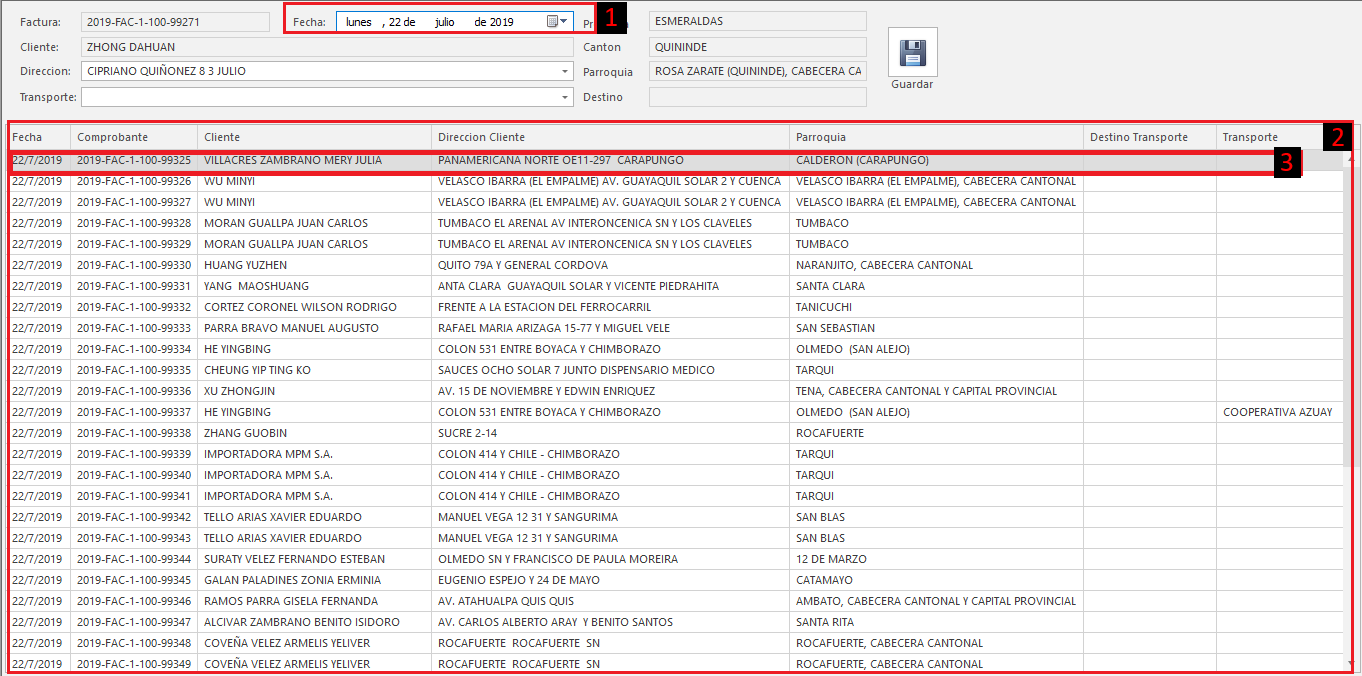 Factura: 2019-FAC-1-100-99271 Fecha: lunes , 22 de julio de 2019 1 Pr ESMERALDAS
Cliente: ZHONG DAHUAN Canton QUININDE
Direccion: CIPRIANO QUIÑONEZ 8 3 JULIO Parroquia ROSA ZARATE (QUININDE), CABECERA CA
Guardar
Transporte: Destino
Fecha Comprobante Cliente Direccion Cliente Parroquia Destino Transporte Transporte 2
22/7/2019 2019-FAC-1-100-99325 VILLACRES ZAMBRANO MERY JULIA PANAMERICANA NORTE OE11-297 CARAPUNGO CALDERON (CARAPUNGO) 3
22/7/2019 2019-FAC-1-100-99326 WU MINYI VELASCO IBARRA (EL EMPALME) AV. GUAYAQUIL SOLAR 2 Y CUENCA VELASCO IBARRA (EL EMPALME), CABECERA CANTONAL
22/7/2019 2019-FAC-1-100-99327 WU MINYI VELASCO IBARRA (EL EMPALME) AV. GUAYAQUIL SOLAR 2 Y CUENCA VELASCO IBARRA (EL EMPALME), CABECERA CANTONAL
22/7/2019 2019-FAC-1-100-99328 MORAN GUALLPA JUAN CARLOS TUMBACO EL ARENAL AV INTERONCENICA SN Y LOS CLAVELES TUMBACO
22/7/2019 2019-FAC-1-100-99329 MORAN GUALLPA JUAN CARLOS TUMBACO EL ARENAL AV INTERONCENICA SN Y LOS CLAVELES TUMBACO
22/7/2019 2019-FAC-1-100-99330 HUANG YUZHEN QUITO 79A Y GENERAL CORDOVA NARANJITO, CABECERA CANTONAL
22/7/2019 2019-FAC-1-100-99331 YANG MAOSHUANG ANTA CLARA GUAYAQUIL SOLAR Y VICENTE PIEDRAHITA SANTA CLARA
22/7/2019 2019-FAC-1-100-99332 CORTEZ CORONEL WILSON RODRIGO FRENTE A LA ESTACION DEL FERROCARRIL TANICUCHI
22/7/2019 2019-FAC-1-100-99333 PARRA BRAVO MANUEL AUGUSTO RAFAEL MARIA ARIZAGA 15-77 Y MIGUEL VELE SAN SEBASTIAN
22/7/2019 2019-FAC-1-100-99334 HE YINGBING COLON 531 ENTRE BOYACA Y CHIMBORAZO OLMEDO (SAN ALEJO)
22/7/2019 2019-FAC-1-100-99335 CHEUNG YIP TING KO SAUCES OCHO SOLAR 7 JUNTO DISPENSARIO MEDICO TARQUI
22/7/2019 2019-FAC-1-100-99336 XU ZHONGJIN AV. 15 DE NOVIEMBRE Y EDWIN ENRIQUEZ TENA, CABECERA CANTONAL Y CAPITAL PROVINCIAL
22/7/2019 2019-FAC-1-100-99337 HE YINGBING COLON 531 ENTRE BOYACA Y CHIMBORAZO OLMEDO (SAN ALEJO) COOPERATIVA AZUAY
22/7/2019 2019-FAC-1-100-99338 ZHANG GUOBIN SUCRE 2-14 ROCAFUERTE
22/7/2019 2019-FAC-1-100-99339 IMPORTADORA MPM S.A. COLON 414 Y CHILE - CHIMBORAZO TARQUI
22/7/2019 2019-FAC-1-100-99340 IMPORTADORA MPM S.A. COLON 414 Y CHILE - CHIMBORAZO TARQUI
22/7/2019 2019-FAC-1-100-99341 IMPORTADORA MPM S.A. COLON 414 Y CHILE - CHIMBORAZO TARQUI
22/7/2019 2019-FAC-1-100-99342 TELLO ARIAS XAVIER EDUARDO MANUEL VEGA 12 31 Y SANGURIMA SAN BLAS
22/7/2019 2019-FAC-1-100-99343 TELLO ARIAS XAVIER EDUARDO MANUEL VEGA 12 31 Y SANGURIMA SAN BLAS
22/7/2019 2019-FAC-1-100-99344 SURATY VELEZ FERNANDO ESTEBAN OLMEDO SN Y FRANCISCO DE PAULA MOREIRA 12 DE MARZO
22/7/2019 2019-FAC-1-100-99345 GALAN PALADINES ZONIA ERMINIA EUGENIO ESPEJO Y 24 DE MAYO CATAMAYO
22/7/2019 2019-FAC-1-100-99346 RAMOS PARRA GISELA FERNANDA AV. ATAHUALPA QUIS QUIS AMBATO, CABECERA CANTONAL Y CAPITAL PROVINCIAL
22/7/2019 2019-FAC-1-100-99347 ALCIVAR ZAMBRANO BENITO ISIDORO AV. CARLOS ALBERTO ARAY Y BENITO SANTOS SANTA RITA
22/7/2019 2019-FAC-1-100-99348 COVEÑA VELEZ ARMELIS YELIVER ROCAFUERTE ROCAFUERTE SN ROCAFUERTE, CABECERA CANTONAL
22/7/2019 2019-FAC-1-100-99349 COVEÑA VELEZ ARMELIS YELIVER ROCAFUERTE ROCAFUERTE SN ROCAFUERTE, CABECERA CANTONAL